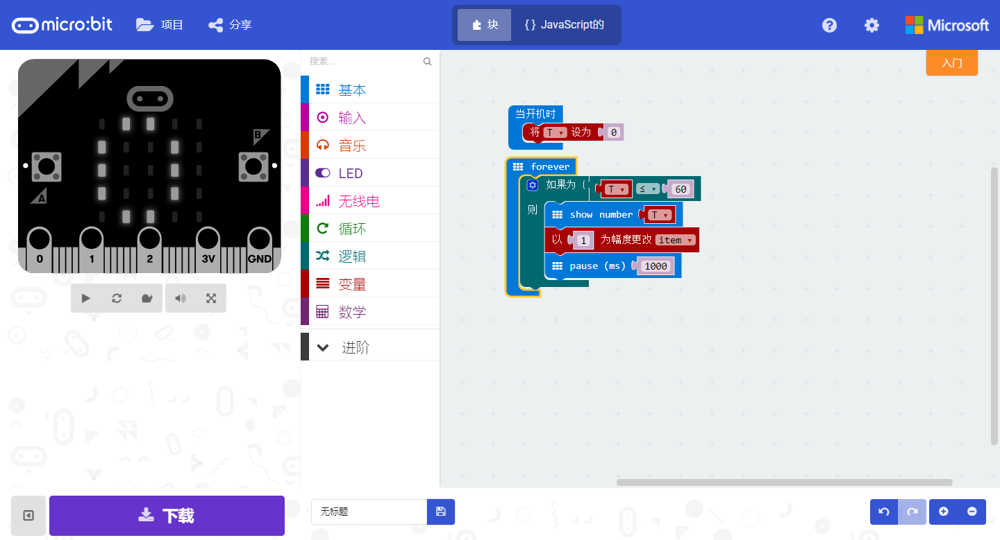 micro:bit 项目 分享 块 { } JavaScript的 Microsoft
搜索...
入门
基本
输入
音乐
LED
无线电
循环
逻辑
变量
数学
进阶
B
A
0 1 2 3V GND
当开机时
将 T 设为 0
forever
如果为 T ≤ 60
则
show number T
以 1 为幅度更改 item
pause (ms) 1000
下载
无标题